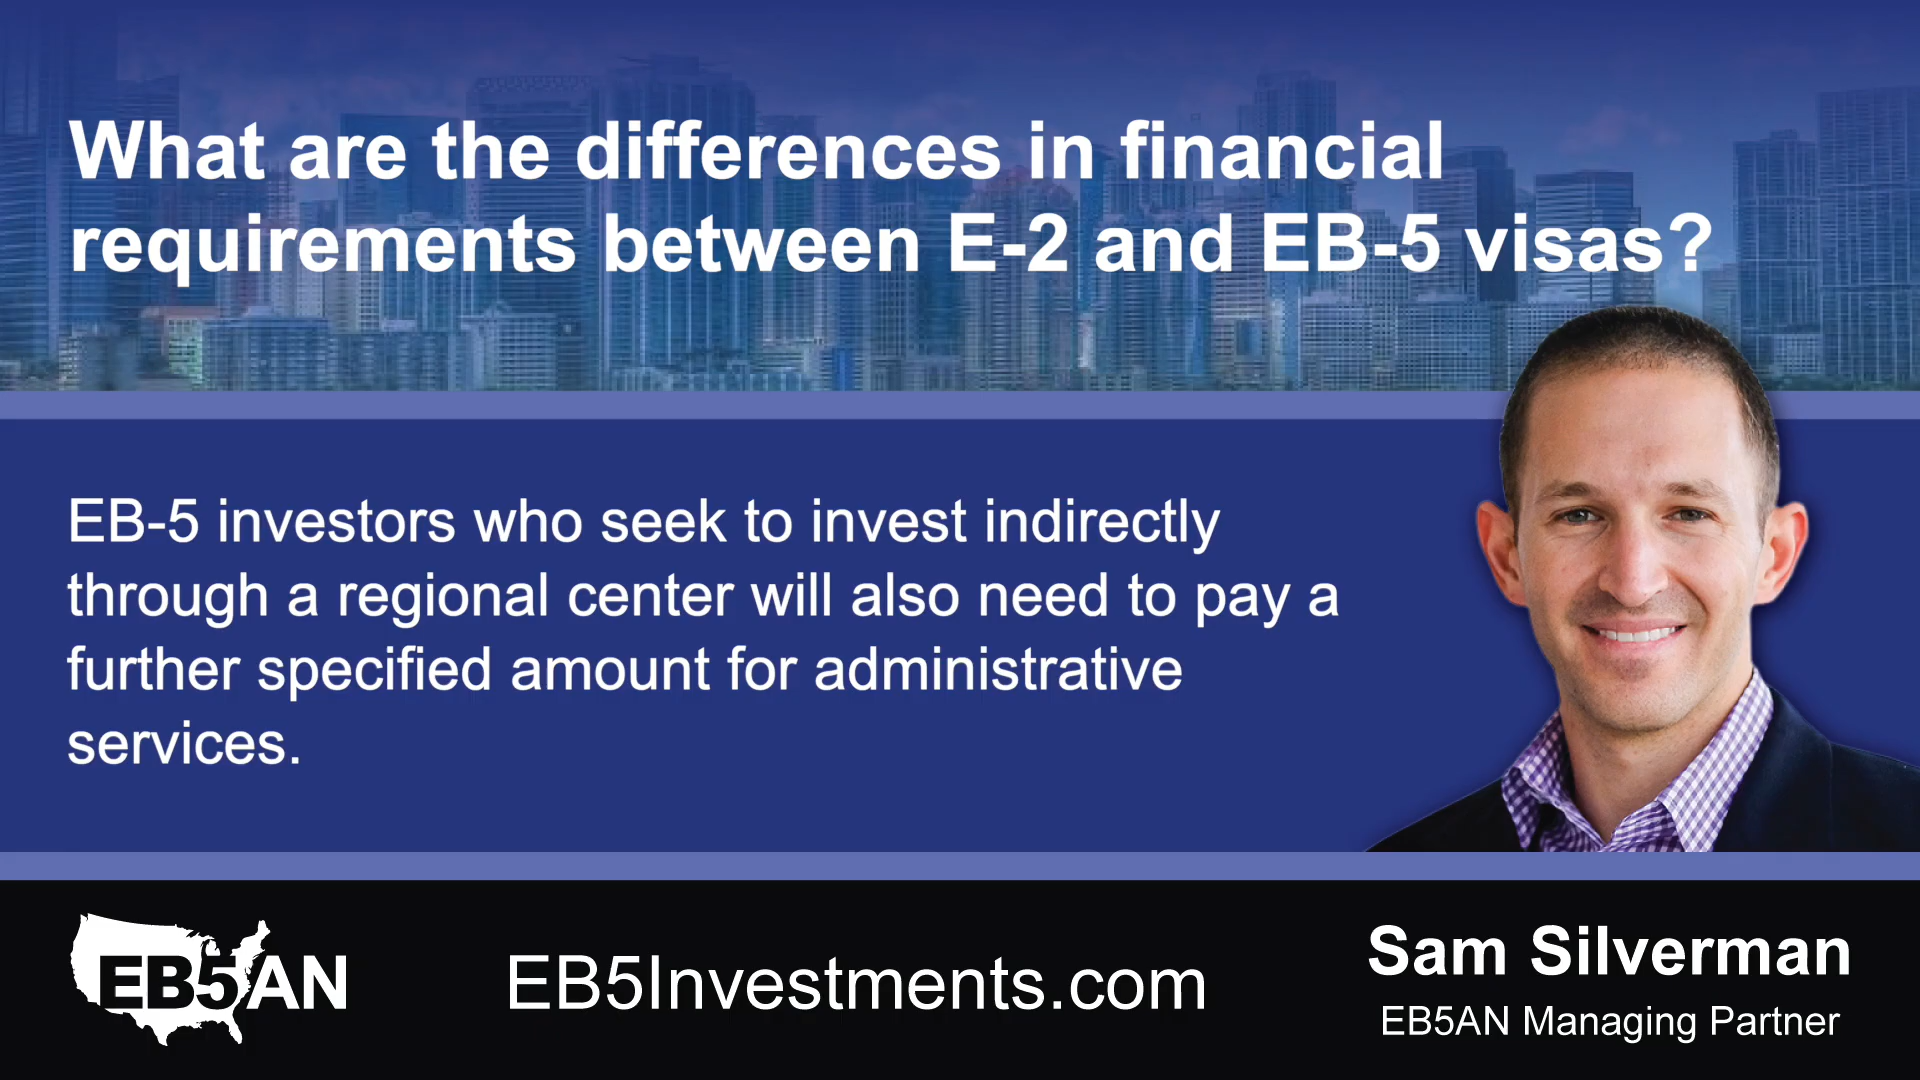 What are the differences in financial
requirements between E-2 and EB-5 visas?
EB-5 investors who seek to invest indirectly
through a regional center will also need to pay a
further specified amount for administrative
services.
EB5AN
EB5Investments.com
Sam Silverman
EB5AN Managing Partner